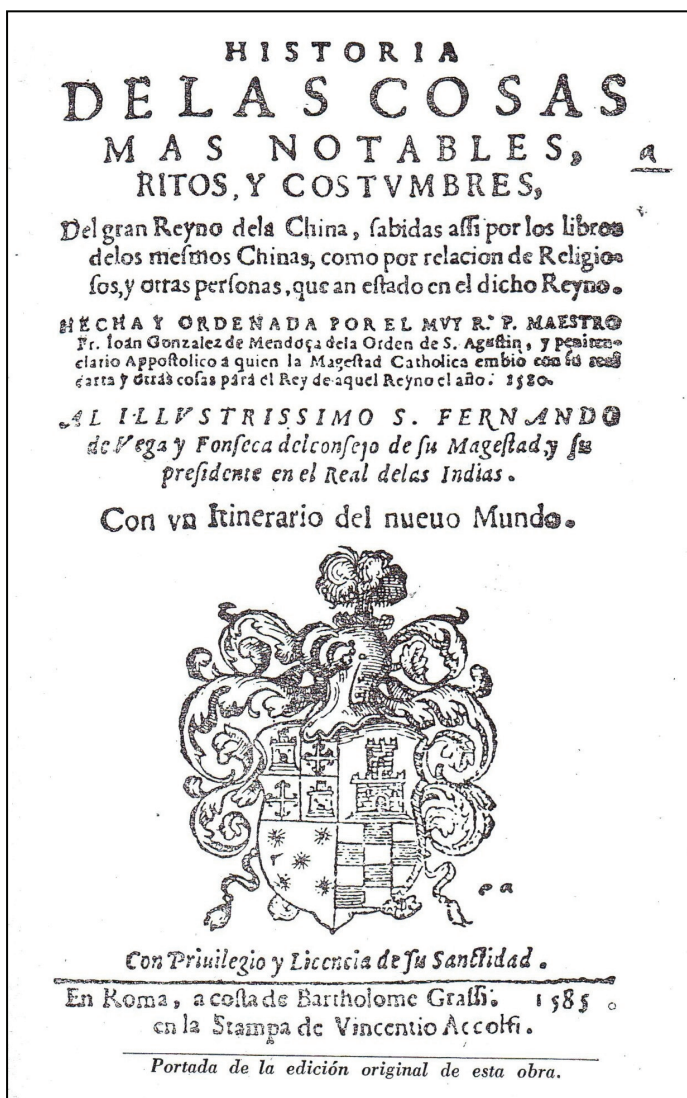 HISTORIA
DELAS COSAS
MAS NOTABLES,
RITOS, Y COSTVMBRES,
a
Del gran Reyno dela China, ſabidas aſſi por los libros
delos meſmos Chinas, como por relacion de Religio-
ſos, y otras perſonas, que an eſtado en el dicho Reyno.
HECHA Y ORDENADA POR EL MVY R.º P. MAESTRO
Fr. Ioán Gonzalez de Mendoça dela Orden de S. Aguſtin, y peniten-
ciario Appoſtolico a quien la Mageſtad Catholica embio con ſu real
carta y otras coſas para el Rey de aquel Reyno el año. 1580.
AL ILLVSTRISSIMO S. FERNANDO
de Vega y Fonſeca del conſejo de ſu Mageſtad, y ſu
preſidente en el Real delas Indias.
Con vn Itinerario del nueuo Mundo.
Con Priuilegio y Licencia de ſu Sanctidad.
En Roma, a coſta de Bartholome Graſſi. 1585.
en la Stampa de Vincentio Accolti.
Portada de la edición original de esta obra.